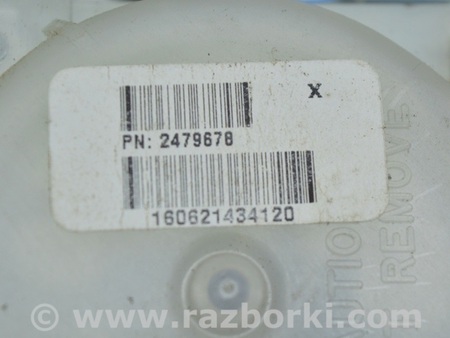 X
PN: 2479678
160621434120
CAUTION
REMOVE
© www.razborki.com